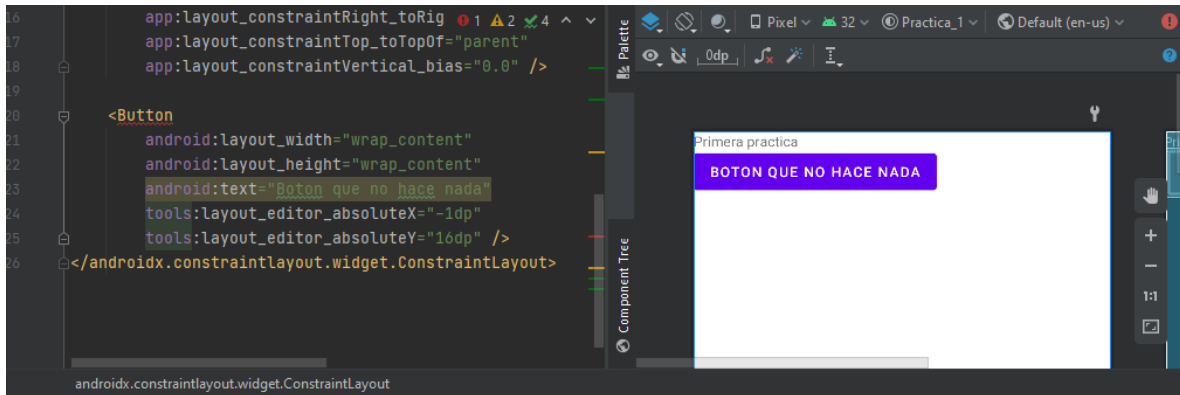 16 app:layout_constraintRight_toRig 1 2 4
17 app:layout_constraintTop_toTopOf="parent"
18 app:layout_constraintVertical_bias="0.0" />
19
20 <Button
21 android:layout_width="wrap_content"
22 android:layout_height="wrap_content"
23 android:text="Boton que no hace nada"
24 tools:layout_editor_absoluteX="-1dp"
25 tools:layout_editor_absoluteY="16dp" />
26 </androidx.constraintlayout.widget.ConstraintLayout>
androidx.constraintlayout.widget.ConstraintLayout
Palette
Component Tree
Pixel 32 Practica_1 Default (en-us)
0dp
Primera practica
BOTON QUE NO HACE NADA
Pri
1:1